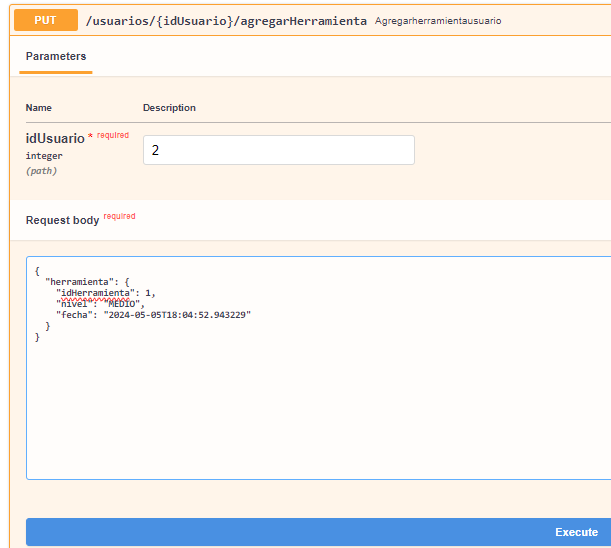 PUT /usuarios/{idUsuario}/agregarHerramienta Agregarherramientausuario
Parameters
Name Description
idUsuario * required
integer
(path)
2
Request body required
{
"herramienta": {
"idHerramienta": 1,
"nivel": "MEDIO",
"fecha": "2024-05-05T18:04:52.943229"
}
}
Execute